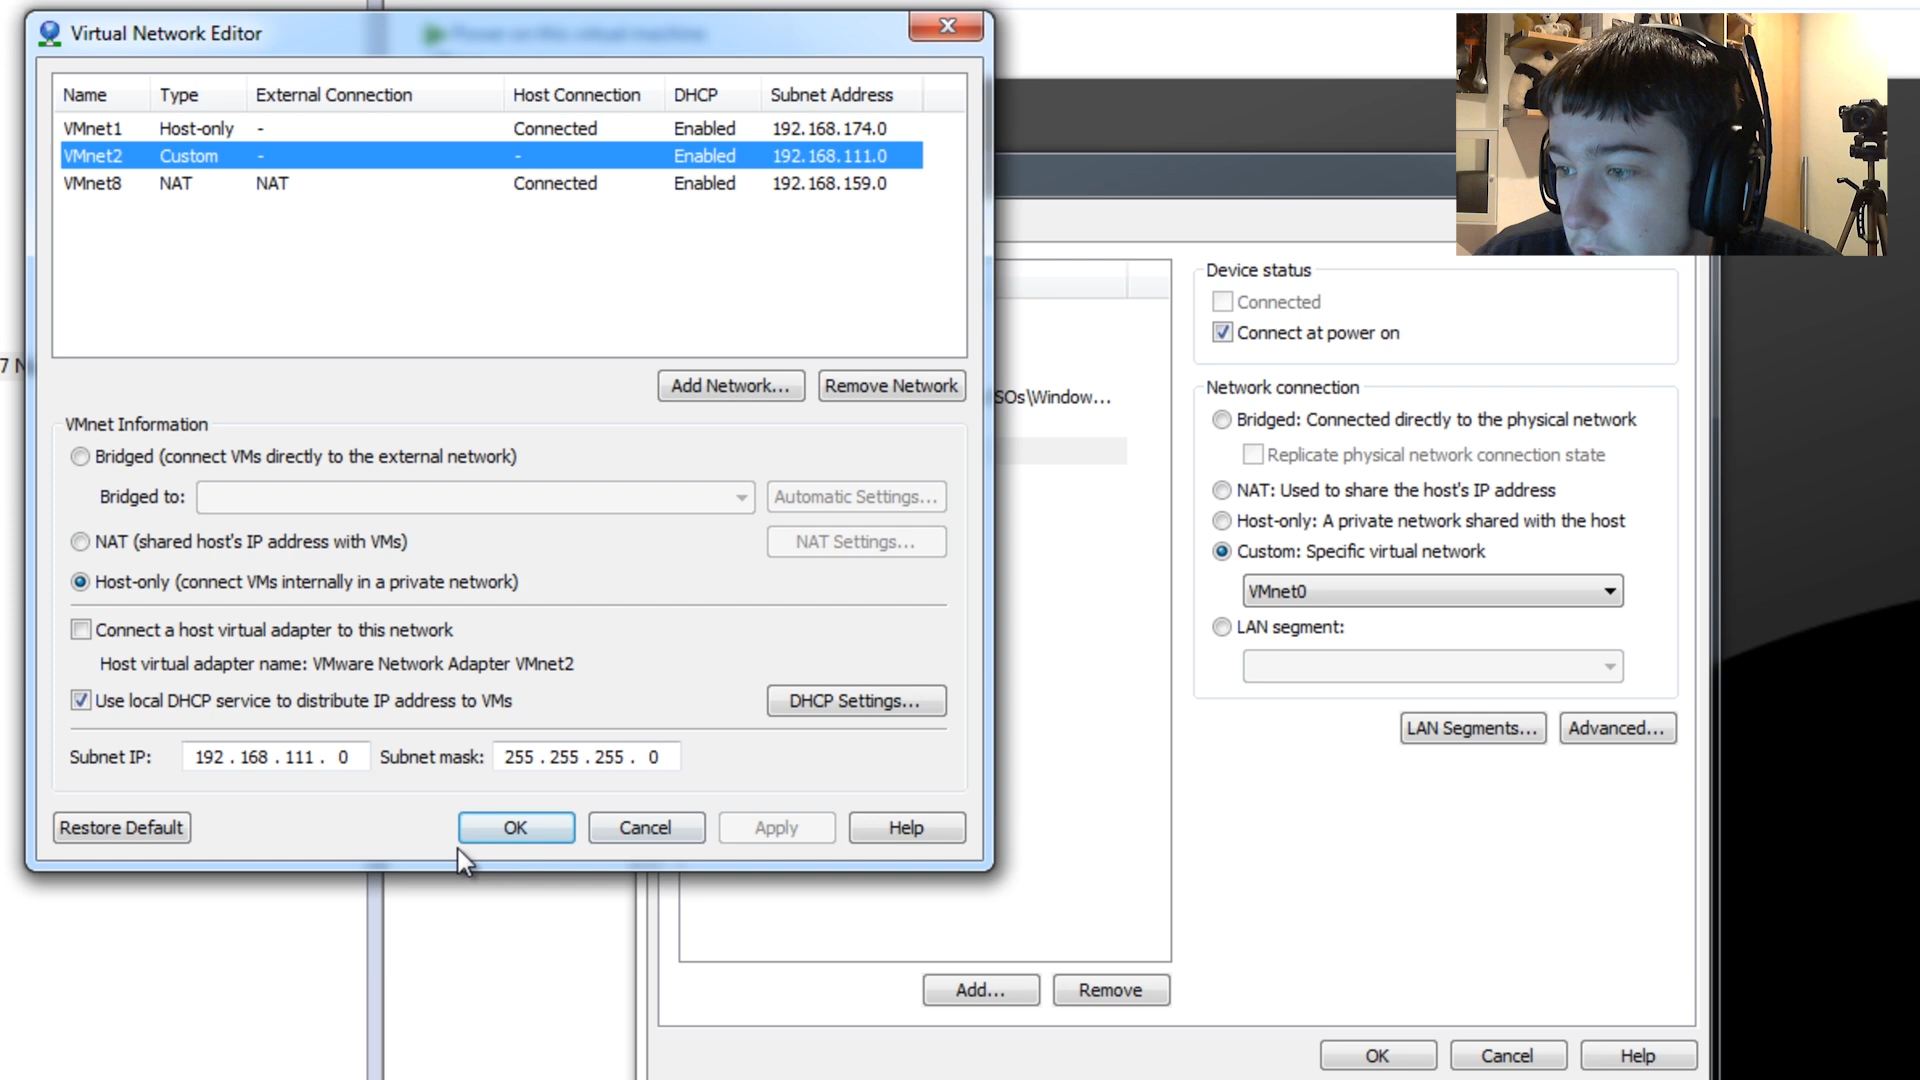 Virtual Network Editor
Power on this virtual machine
Name Type External Connection Host Connection DHCP Subnet Address
VMnet1 Host-only - Connected Enabled 192.168.174.0
VMnet2 Custom - - Enabled 192.168.111.0
VMnet8 NAT NAT Connected Enabled 192.168.159.0
Add Network... Remove Network
VMnet Information
Bridged (connect VMs directly to the external network)
Bridged to: Automatic Settings...
NAT (shared host's IP address with VMs) NAT Settings...
Host-only (connect VMs internally in a private network)
Connect a host virtual adapter to this network
Host virtual adapter name: VMware Network Adapter VMnet2
Use local DHCP service to distribute IP address to VMs DHCP Settings...
Subnet IP: 192 . 168 . 111 . 0 Subnet mask: 255 . 255 . 255 . 0
Restore Default OK Cancel Apply Help
7 N
SOs\Window...
Device status
Connected
Connect at power on
Network connection
Bridged: Connected directly to the physical network
Replicate physical network connection state
NAT: Used to share the host's IP address
Host-only: A private network shared with the host
Custom: Specific virtual network
VMnet0
LAN segment:
LAN Segments... Advanced...
Add... Remove
OK Cancel Help